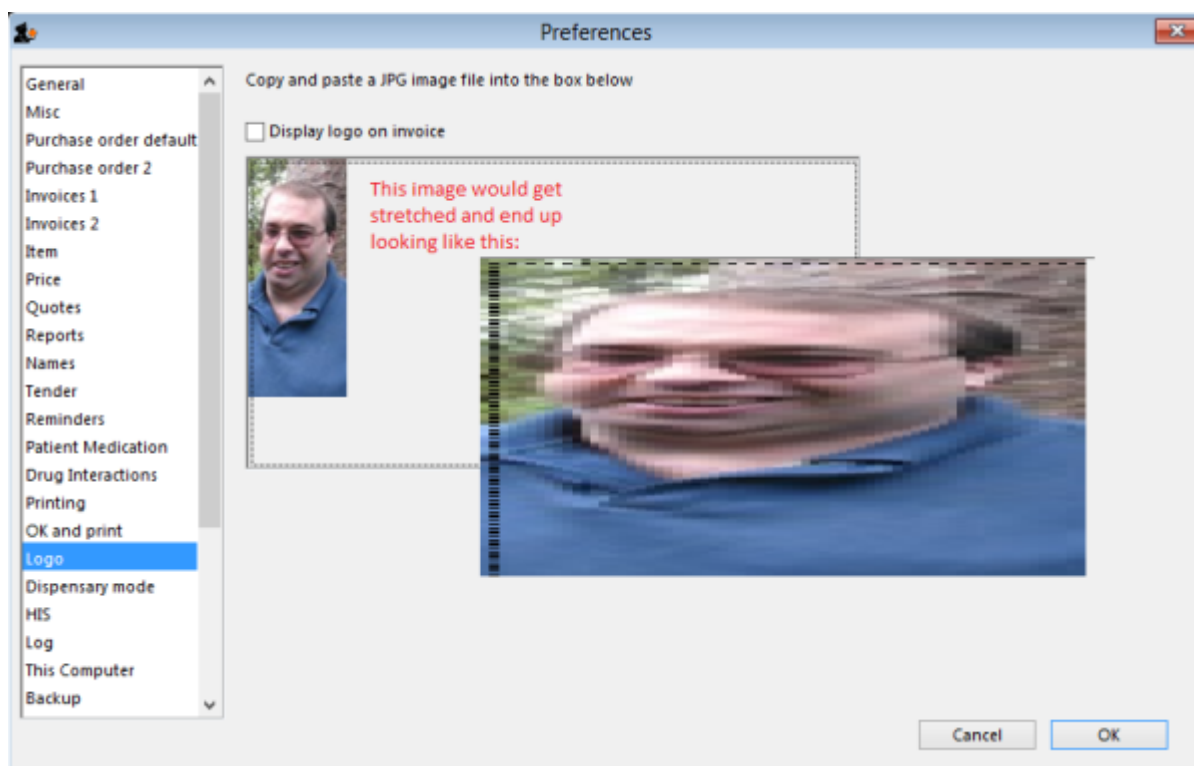 Preferences
General
Misc
Purchase order default
Purchase order 2
Invoices 1
Invoices 2
Item
Price
Quotes
Reports
Names
Tender
Reminders
Patient Medication
Drug Interactions
Printing
OK and print
Logo
Dispensary mode
HIS
Log
This Computer
Backup
Copy and paste a JPG image file into the box below
Display logo on invoice
This image would get
stretched and end up
looking like this:
Cancel
OK